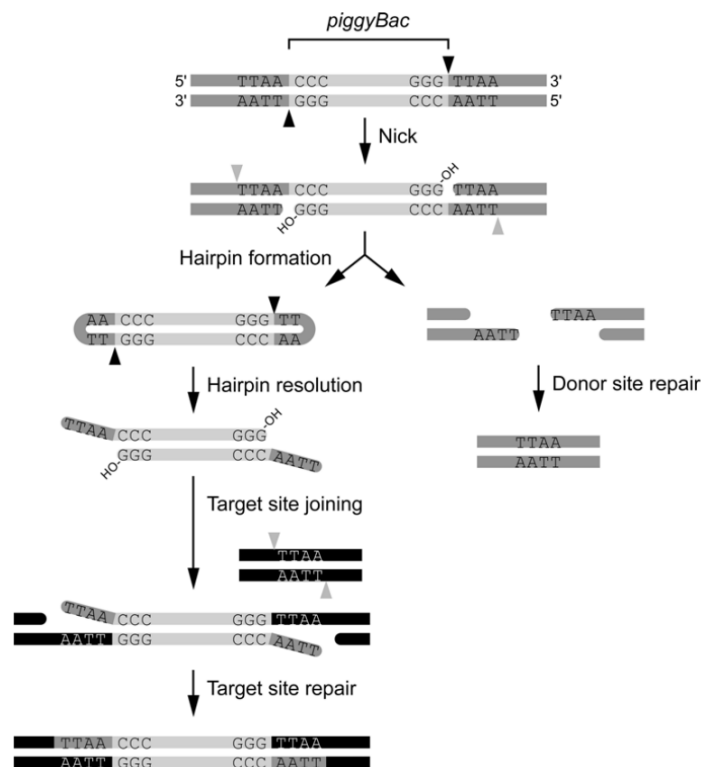 piggyBac
5' TTAA CCC GGG TTAA 3'
3' AATT GGG CCC AATT 5'
Nick
-OH
TTAA CCC GGG TTAA
AATT GGG CCC AATT
HO-
Hairpin formation
AA CCC GGG TT
TT GGG CCC AA
TTAA
AATT
Hairpin resolution
Donor site repair
-OH
TTAA CCC GGG
GGG CCC AATT
HO-
TTAA
AATT
Target site joining
TTAA
AATT
TTAA CCC GGG TTAA
AATT GGG CCC AATT
Target site repair
TTAA CCC GGG TTAA
AATT GGG CCC AATT